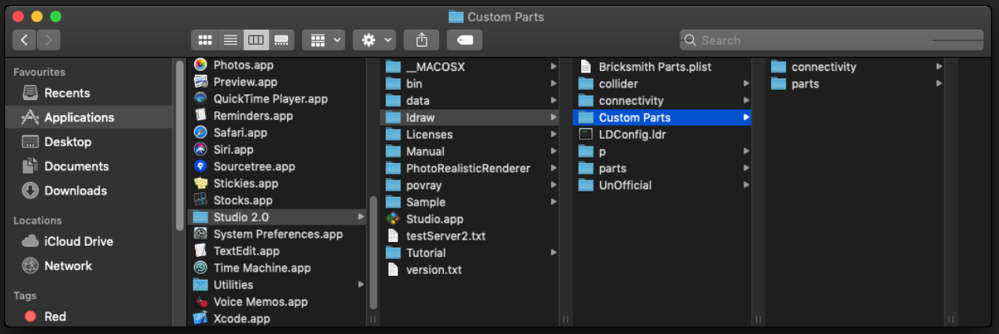 Custom Parts
Search
Favourites
Recents
Applications
Desktop
Documents
Downloads
Locations
iCloud Drive
Network
Tags
Red
Photos.app
Preview.app
QuickTime Player.app
Reminders.app
Safari.app
Siri.app
Sourcetree.app
Stickies.app
Stocks.app
Studio 2.0
System Preferences.app
TextEdit.app
Time Machine.app
Utilities
Voice Memos.app
Xcode.app
__MACOSX
bin
data
ldraw
Licenses
Manual
PhotoRealisticRenderer
povray
Sample
Studio.app
testServer2.txt
Tutorial
version.txt
Bricksmith Parts.plist
collider
connectivity
Custom Parts
LDConfig.ldr
p
parts
UnOfficial
connectivity
parts